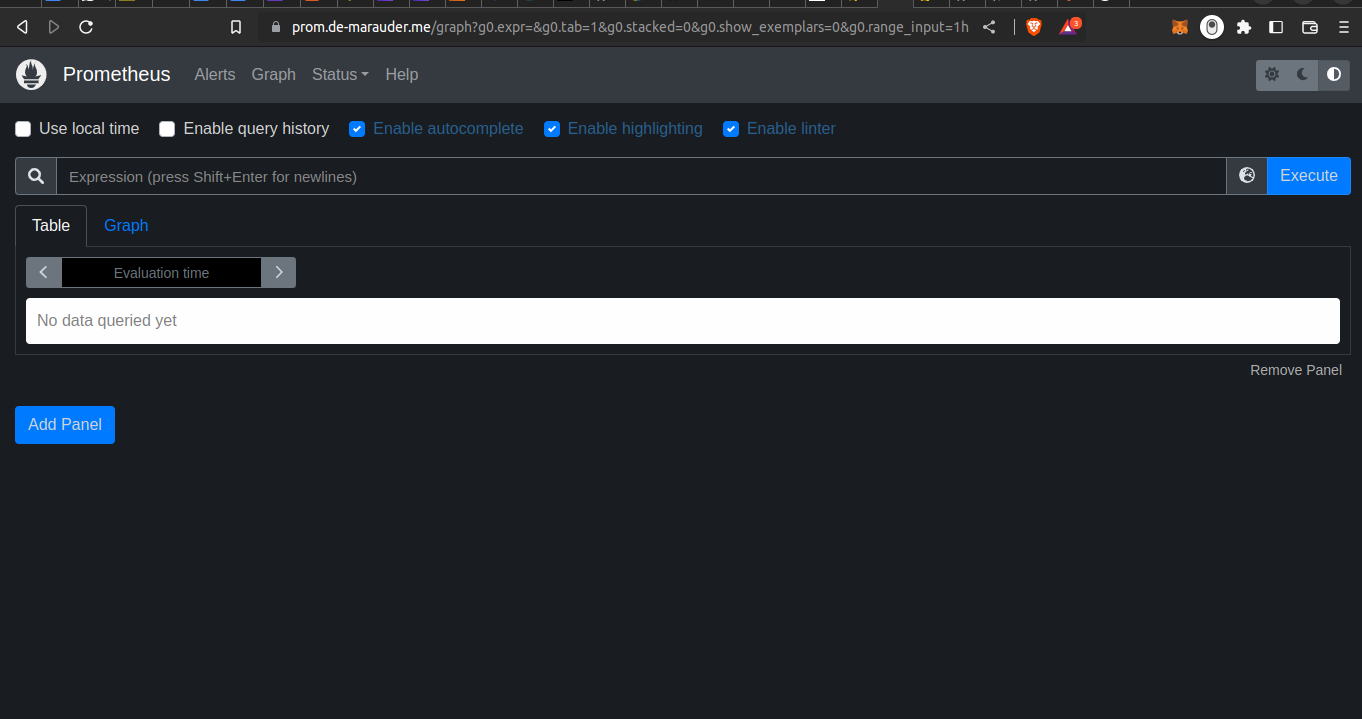 prom.de-marauder.me/graph?g0.expr=&g0.tab=1&g0.stacked=0&g0.show_exemplars=0&g0.range_input=1h
3
Prometheus Alerts Graph Status Help
Use local time Enable query history Enable autocomplete Enable highlighting Enable linter
Expression (press Shift+Enter for newlines) Execute
Table Graph
Evaluation time
No data queried yet
Remove Panel
Add Panel